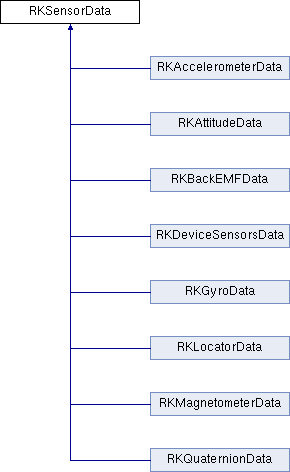 RKSensorData
RKAccelerometerData
RKAttitudeData
RKBackEMFData
RKDeviceSensorsData
RKGyroData
RKLocatorData
RKMagnetometerData
RKQuaternionData